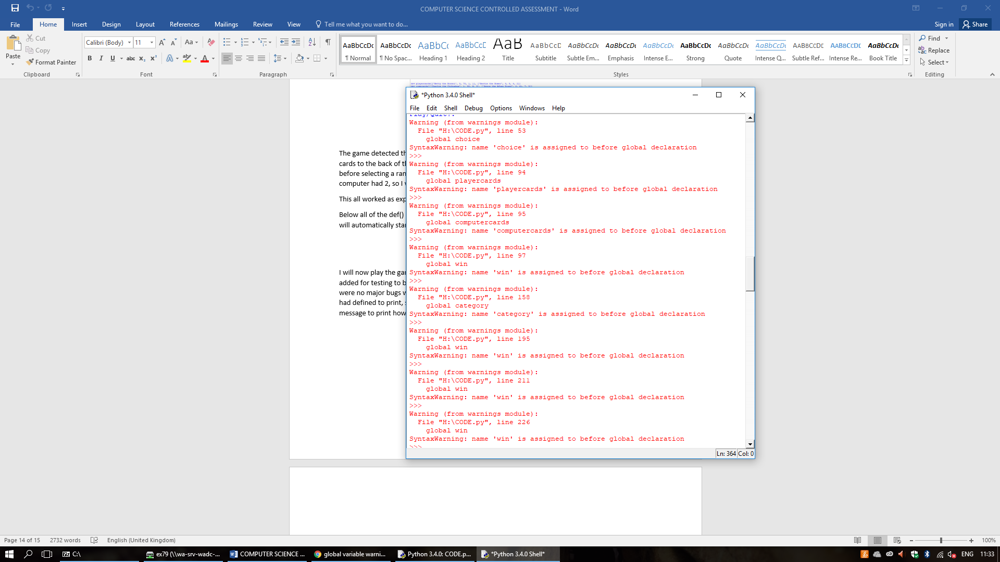 COMPUTER SCIENCE CONTROLLED ASSESSMENT - Word
File Home Insert Design Layout References Mailings Review View Tell me what you want to do... Sign in Share
Paste
Cut
Copy
Format Painter
Clipboard
Calibri (Body) 11
Font
Paragraph
AaBbCcDc AaBbCcDc AaBbCc AaBbCcD AaB AaBbCcD AaBbCcDc AaBbCcDc AaBbCcDc AaBbCcDc AaBbCcDc AaBbCcDc AABBCCDE AABBCCDE AaBbCcDc
¶ Normal ¶ No Spac... Heading 1 Heading 2 Title Subtitle Subtle Em... Emphasis Intense E... Strong Quote Intense Q... Subtle Ref... Intense Re... Book Title
Styles
Find
Replace
Select
Editing
The game detected th
cards to the back of th
before selecting a ran
computer had 2, so I w
This all worked as exp
Below all of the def()
will automatically star
I will now play the gam
added for testing to b
were no major bugs w
had defined to print, s
message to print how
*Python 3.4.0 Shell*
File Edit Shell Debug Options Windows Help
Play/Quit?:
Warning (from warnings module):
File "H:\CODE.py", line 53
global choice
SyntaxWarning: name 'choice' is assigned to before global declaration
>>>
Warning (from warnings module):
File "H:\CODE.py", line 94
global playercards
SyntaxWarning: name 'playercards' is assigned to before global declaration
>>>
Warning (from warnings module):
File "H:\CODE.py", line 95
global computercards
SyntaxWarning: name 'computercards' is assigned to before global declaration
>>>
Warning (from warnings module):
File "H:\CODE.py", line 97
global win
SyntaxWarning: name 'win' is assigned to before global declaration
>>>
Warning (from warnings module):
File "H:\CODE.py", line 158
global category
SyntaxWarning: name 'category' is assigned to before global declaration
>>>
Warning (from warnings module):
File "H:\CODE.py", line 195
global win
SyntaxWarning: name 'win' is assigned to before global declaration
>>>
Warning (from warnings module):
File "H:\CODE.py", line 211
global win
SyntaxWarning: name 'win' is assigned to before global declaration
>>>
Warning (from warnings module):
File "H:\CODE.py", line 226
global win
SyntaxWarning: name 'win' is assigned to before global declaration
>>>
Ln: 364 Col: 0
Page 14 of 15 2732 words English (United Kingdom) 100%
C:\ ex79 (\\wa-srv-wadc-... COMPUTER SCIENCE ... global variable warni... Python 3.4.0: CODE.p... *Python 3.4.0 Shell* ENG 11:33